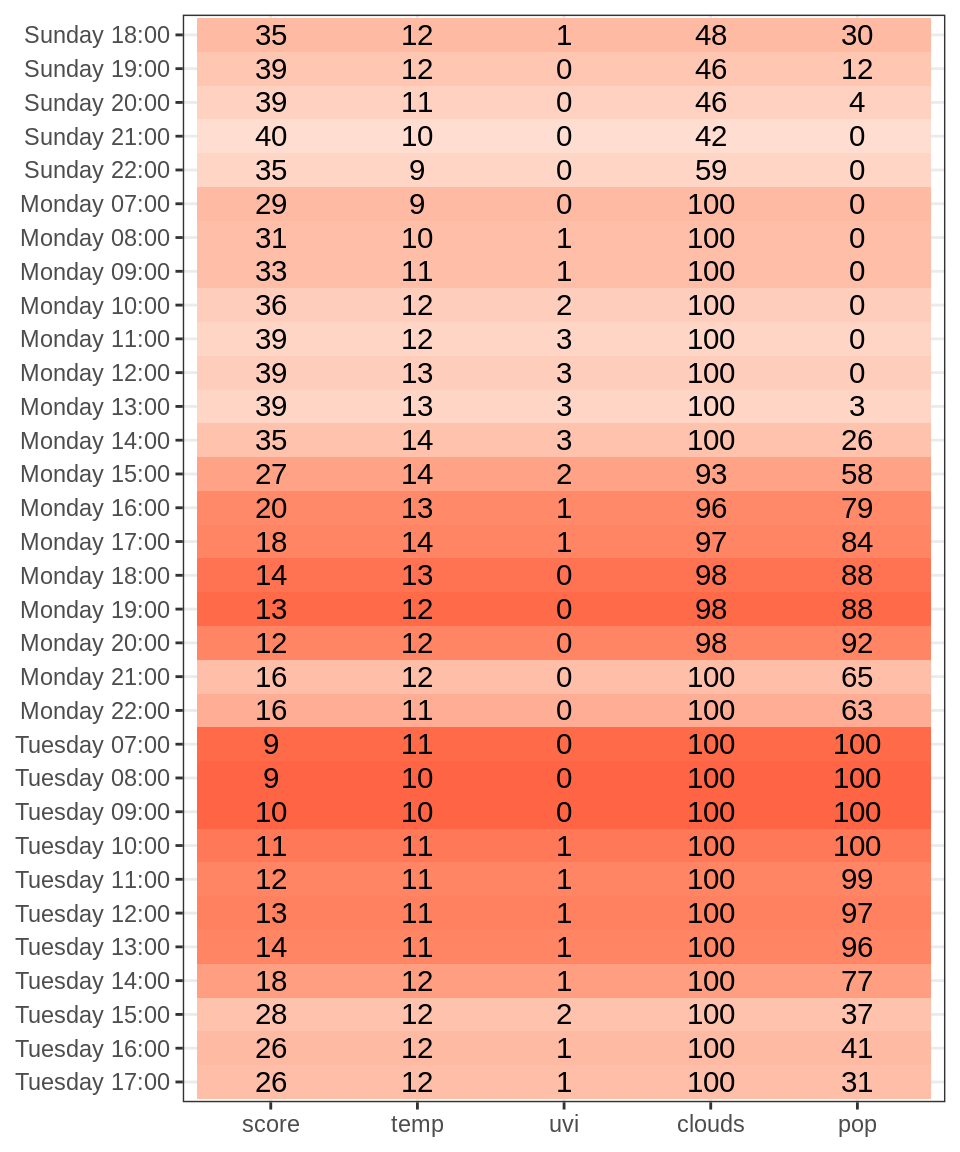 Sunday 18:00 35 12 1 48 30
Sunday 19:00 39 12 0 46 12
Sunday 20:00 39 11 0 46 4
Sunday 21:00 40 10 0 42 0
Sunday 22:00 35 9 0 59 0
Monday 07:00 29 9 0 100 0
Monday 08:00 31 10 1 100 0
Monday 09:00 33 11 1 100 0
Monday 10:00 36 12 2 100 0
Monday 11:00 39 12 3 100 0
Monday 12:00 39 13 3 100 0
Monday 13:00 39 13 3 100 3
Monday 14:00 35 14 3 100 26
Monday 15:00 27 14 2 93 58
Monday 16:00 20 13 1 96 79
Monday 17:00 18 14 1 97 84
Monday 18:00 14 13 0 98 88
Monday 19:00 13 12 0 98 88
Monday 20:00 12 12 0 98 92
Monday 21:00 16 12 0 100 65
Monday 22:00 16 11 0 100 63
Tuesday 07:00 9 11 0 100 100
Tuesday 08:00 9 10 0 100 100
Tuesday 09:00 10 10 0 100 100
Tuesday 10:00 11 11 1 100 100
Tuesday 11:00 12 11 1 100 99
Tuesday 12:00 13 11 1 100 97
Tuesday 13:00 14 11 1 100 96
Tuesday 14:00 18 12 1 100 77
Tuesday 15:00 28 12 2 100 37
Tuesday 16:00 26 12 1 100 41
Tuesday 17:00 26 12 1 100 31
score temp uvi clouds pop